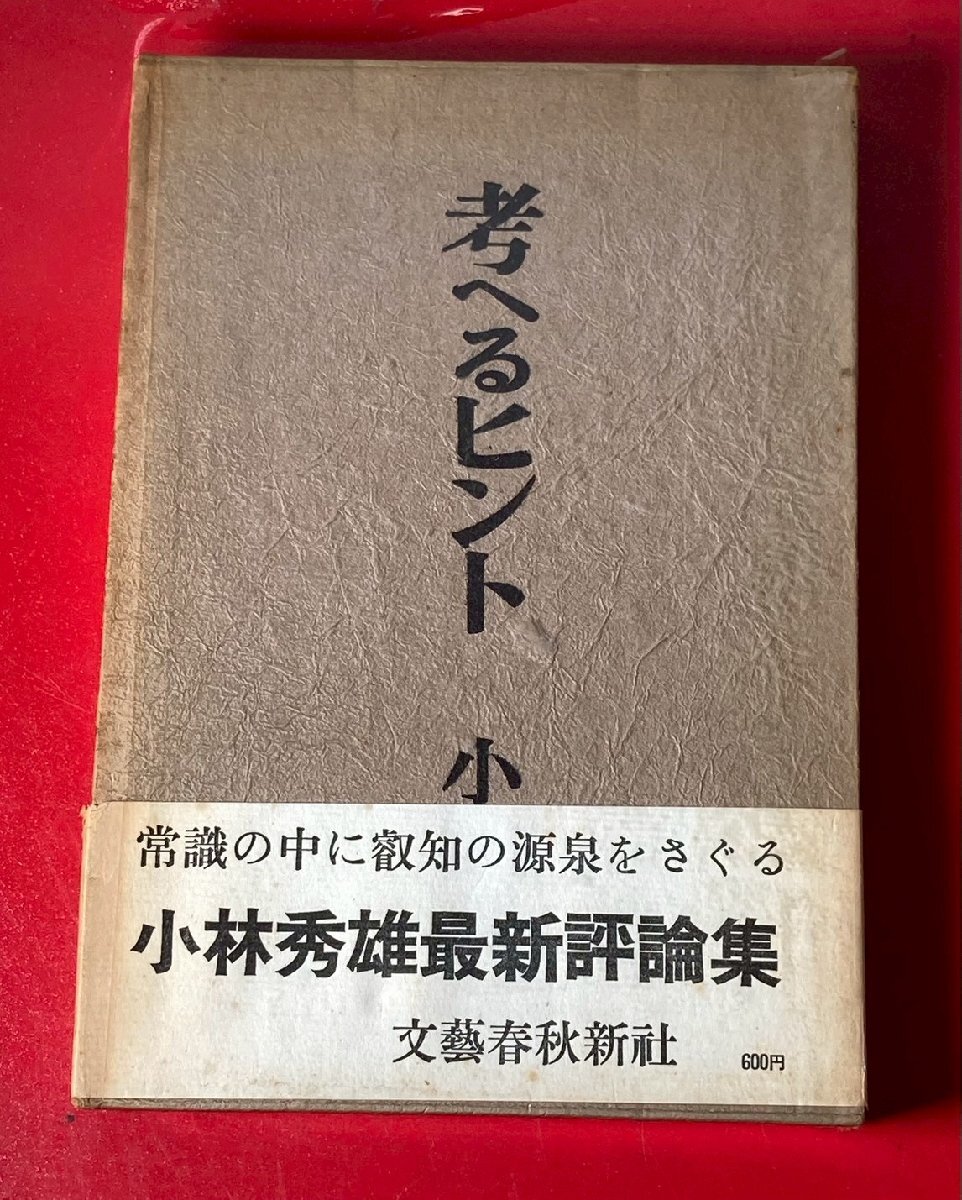 考へるヒント 小
常識の中に叡知の源泉をさぐる
小林秀雄最新評論集
文藝春秋新社
600円